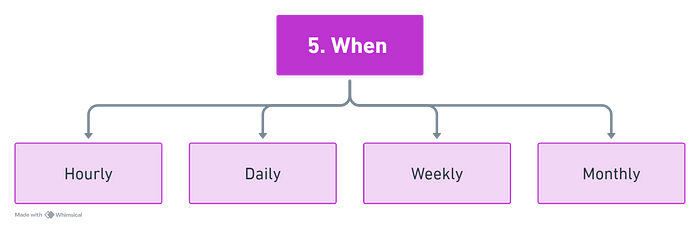 5. When
Hourly
Daily
Weekly
Monthly
Made with Whimsical